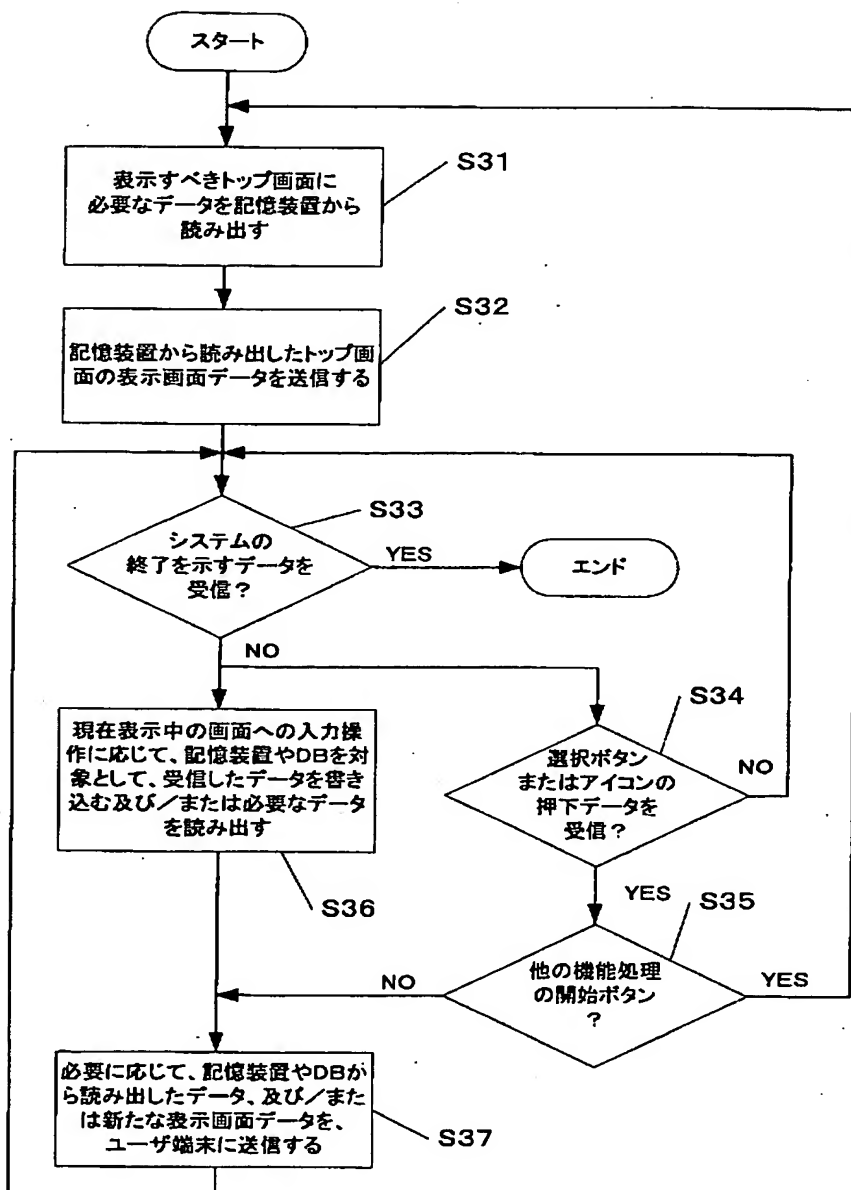 スタート
S31
表示すべきトップ画面に
必要なデータを記憶装置から
読み出す
S32
記憶装置から読み出したトップ画
面の表示画面データを送信する
S33
システムの
終了を示すデータを
受信?
YES
エンド
NO
S34
現在表示中の画面への入力操
作に応じて、記憶装置やDBを対
象として、受信したデータを書き
込む及び/または必要なデータ
を読み出す
S36
選択ボタン
またはアイコンの
押下データを
受信?
NO
YES
S35
他の機能処理
の開始ボタン
?
NO
YES
必要に応じて、記憶装置やDBか
ら読み出したデータ、及び/また
は新たな表示画面データを、
ユーザ端末に送信する
S37